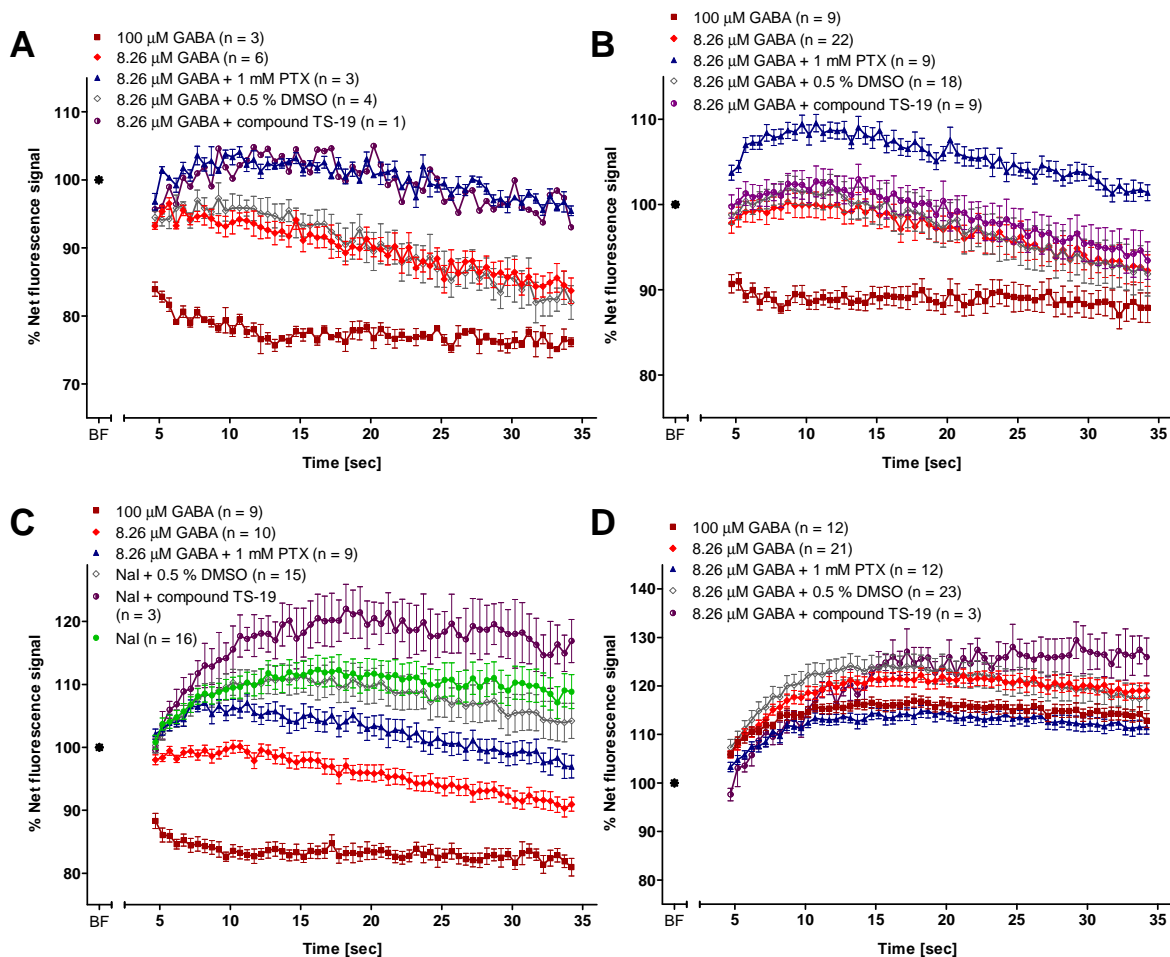 A
100 µM GABA (n = 3)
8.26 µM GABA (n = 6)
8.26 µM GABA + 1 mM PTX (n = 3)
8.26 µM GABA + 0.5 % DMSO (n = 4)
8.26 µM GABA + compound TS-19 (n = 1)
% Net fluorescence signal
110
100
90
80
70
BF
5 10 15 20 25 30 35
Time [sec]
B
100 µM GABA (n = 9)
8.26 µM GABA (n = 22)
8.26 µM GABA + 1 mM PTX (n = 9)
8.26 µM GABA + 0.5 % DMSO (n = 18)
8.26 µM GABA + compound TS-19 (n = 9)
% Net fluorescence signal
110
100
90
80
BF
5 10 15 20 25 30 35
Time [sec]
C
100 µM GABA (n = 9)
8.26 µM GABA (n = 10)
8.26 µM GABA + 1 mM PTX (n = 9)
NaI + 0.5 % DMSO (n = 15)
NaI + compound TS-19
(n = 3)
NaI (n = 16)
% Net fluorescence signal
120
110
100
90
80
BF
5 10 15 20 25 30 35
Time [sec]
D
100 µM GABA (n = 12)
8.26 µM GABA (n = 21)
8.26 µM GABA + 1 mM PTX (n = 12)
8.26 µM GABA + 0.5 % DMSO (n = 23)
8.26 µM GABA + compound TS-19 (n = 3)
% Net fluorescence signal
140
130
120
110
100
90
80
BF
5 10 15 20 25 30 35
Time [sec]